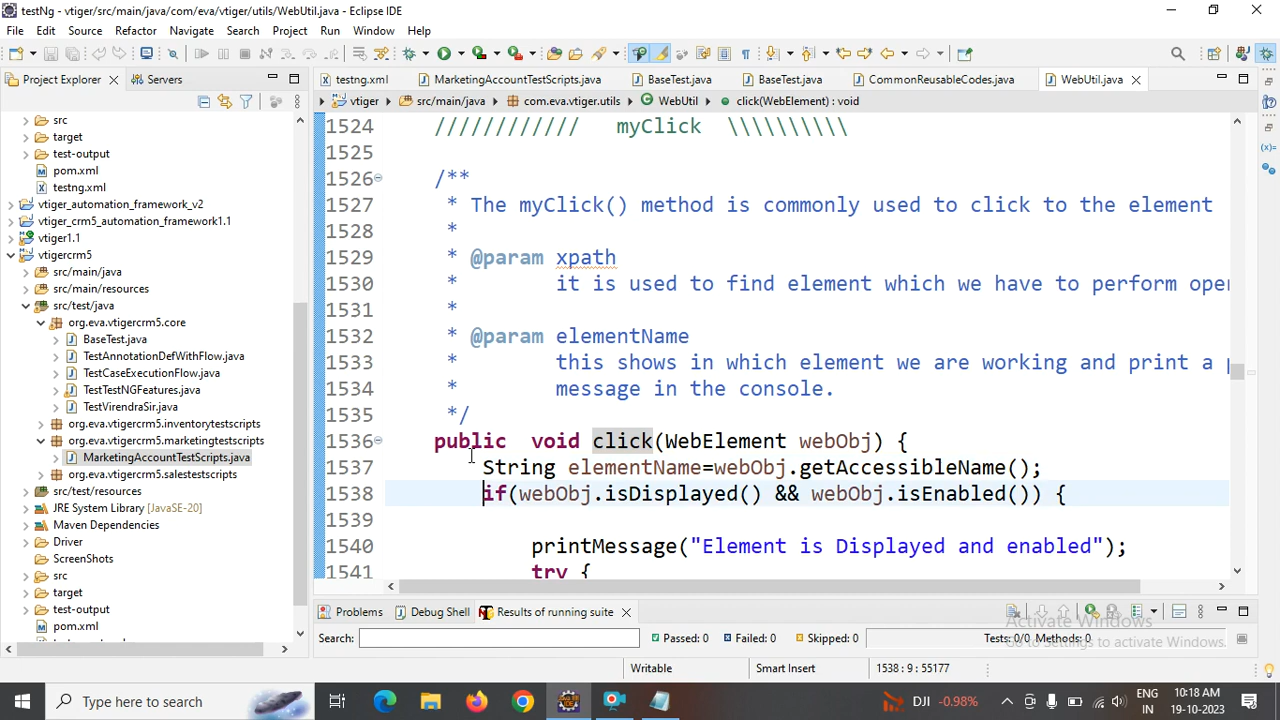 testNg - vtiger/src/main/java/com/eva/vtiger/utils/WebUtil.java - Eclipse IDE
File Edit Source Refactor Navigate Search Project Run Window Help
Project Explorer Servers
testng.xml MarketingAccountTestScripts.java BaseTest.java BaseTest.java CommonReusableCodes.java WebUtil.java
vtiger src/main/java com.eva.vtiger.utils WebUtil click(WebElement) : void
src
target
test-output
pom.xml
testng.xml
vtiger_automation_framework_v2
vtiger_crm5_automation_framework1.1
vtiger1.1
vtigercrm5
src/main/java
src/main/resources
src/test/java
org.eva.vtigercrm5.core
BaseTest.java
TestAnnotationDefWithFlow.java
TestCaseExecutionFlow.java
TestTestNGFeatures.java
TestVirendraSir.java
org.eva.vtigercrm5.inventorytestscripts
org.eva.vtigercrm5.marketingtestscripts
MarketingAccountTestScripts.java
org.eva.vtigercrm5.salestestscripts
src/test/resources
JRE System Library [JavaSE-20]
Maven Dependencies
Driver
ScreenShots
src
target
test-output
pom.xml
1524 //////////// myClick \\\\\\\\\\
1525
1526 /**
1527 * The myClick() method is commonly used to click to the element
1528 *
1529 * @param xpath
1530 * it is used to find element which we have to perform oper
1531 *
1532 * @param elementName
1533 * this shows in which element we are working and print a p
1534 * message in the console.
1535 */
1536 public void click(WebElement webObj) {
1537 String elementName=webObj.getAccessibleName();
1538 if(webObj.isDisplayed() && webObj.isEnabled()) {
1539
1540 printMessage("Element is Displayed and enabled");
1541 try {
Problems Debug Shell Results of running suite
Search: Passed: 0 Failed: 0 Skipped: 0 Tests: 0/0 Methods: 0
Activate Windows
Go to Settings to activate Windows.
Writable Smart Insert 1538 : 9 : 55177
Type here to search
DJI -0.98%
ENG
IN
10:18 AM
19-10-2023